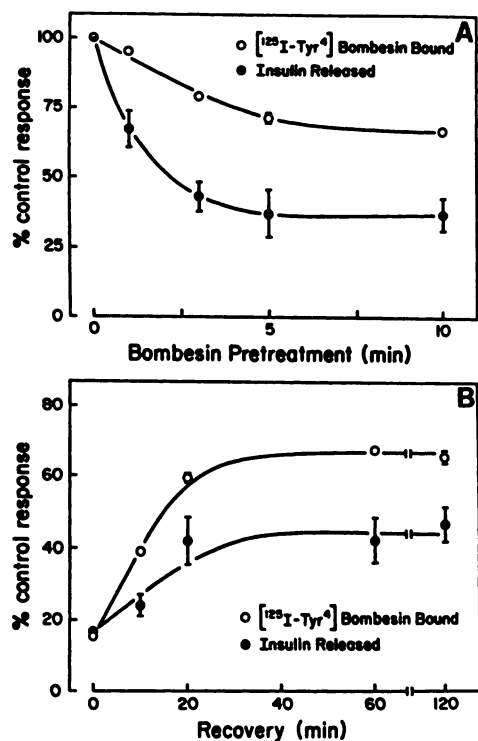 A
[¹²⁵I-Tyr⁴] Bombesin Bound
Insulin Released
% control response
100
75
50
25
0
0 5 10
Bombesin Pretreatment (min)
B
% control response
80
60
40
20
0
[¹²⁵I-Tyr⁴] Bombesin Bound
Insulin Released
0 20 40 60 120
Recovery (min)